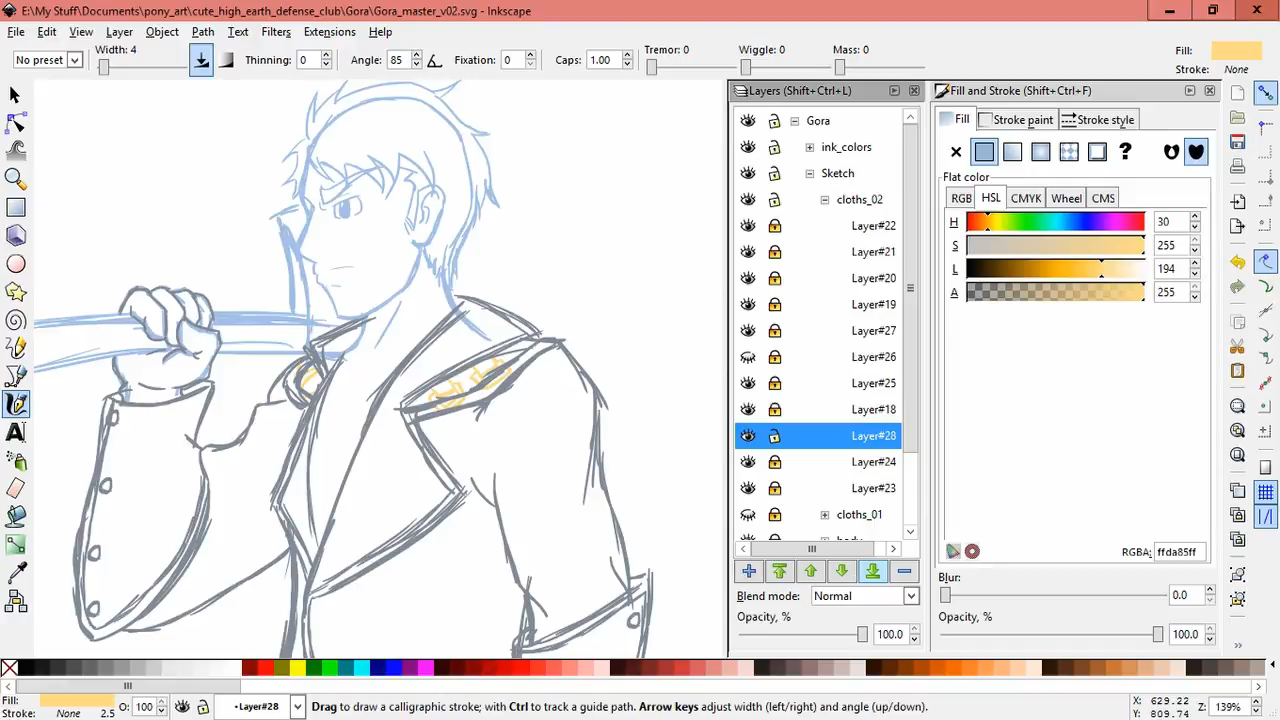 E:\My Stuff\Documents\pony_art\cute_high_earth_defense_club\Gora\Gora_master_v02.svg - Inkscape
File Edit View Layer Object Path Text Filters Extensions Help
No preset Width: 4 Thinning: 0 Angle: 85 Fixation: 0 Caps: 1.00 Tremor: 0 Wiggle: 0 Mass: 0 Fill:
Stroke: None
Layers (Shift+Ctrl+L) Fill and Stroke (Shift+Ctrl+F)
Gora Fill Stroke paint Stroke style
ink_colors
Sketch Flat color
cloths_02 RGB HSL CMYK Wheel CMS
Layer#22 H 30
Layer#21 S 255
Layer#20 L 194
Layer#19 A 255
Layer#27
Layer#26
Layer#25
Layer#18
Layer#28
Layer#24
Layer#23
cloths_01
RGBA: ffda85ff
Blend mode: Normal Blur: 0.0
Opacity, % 100.0 Opacity, % 100.0
Fill: O: 100 •Layer#28 Drag to draw a calligraphic stroke; with Ctrl to track a guide path. Arrow keys adjust width (left/right) and angle (up/down). X: 629.22 Z: 139%
Stroke: None 2.5 Y: 809.74